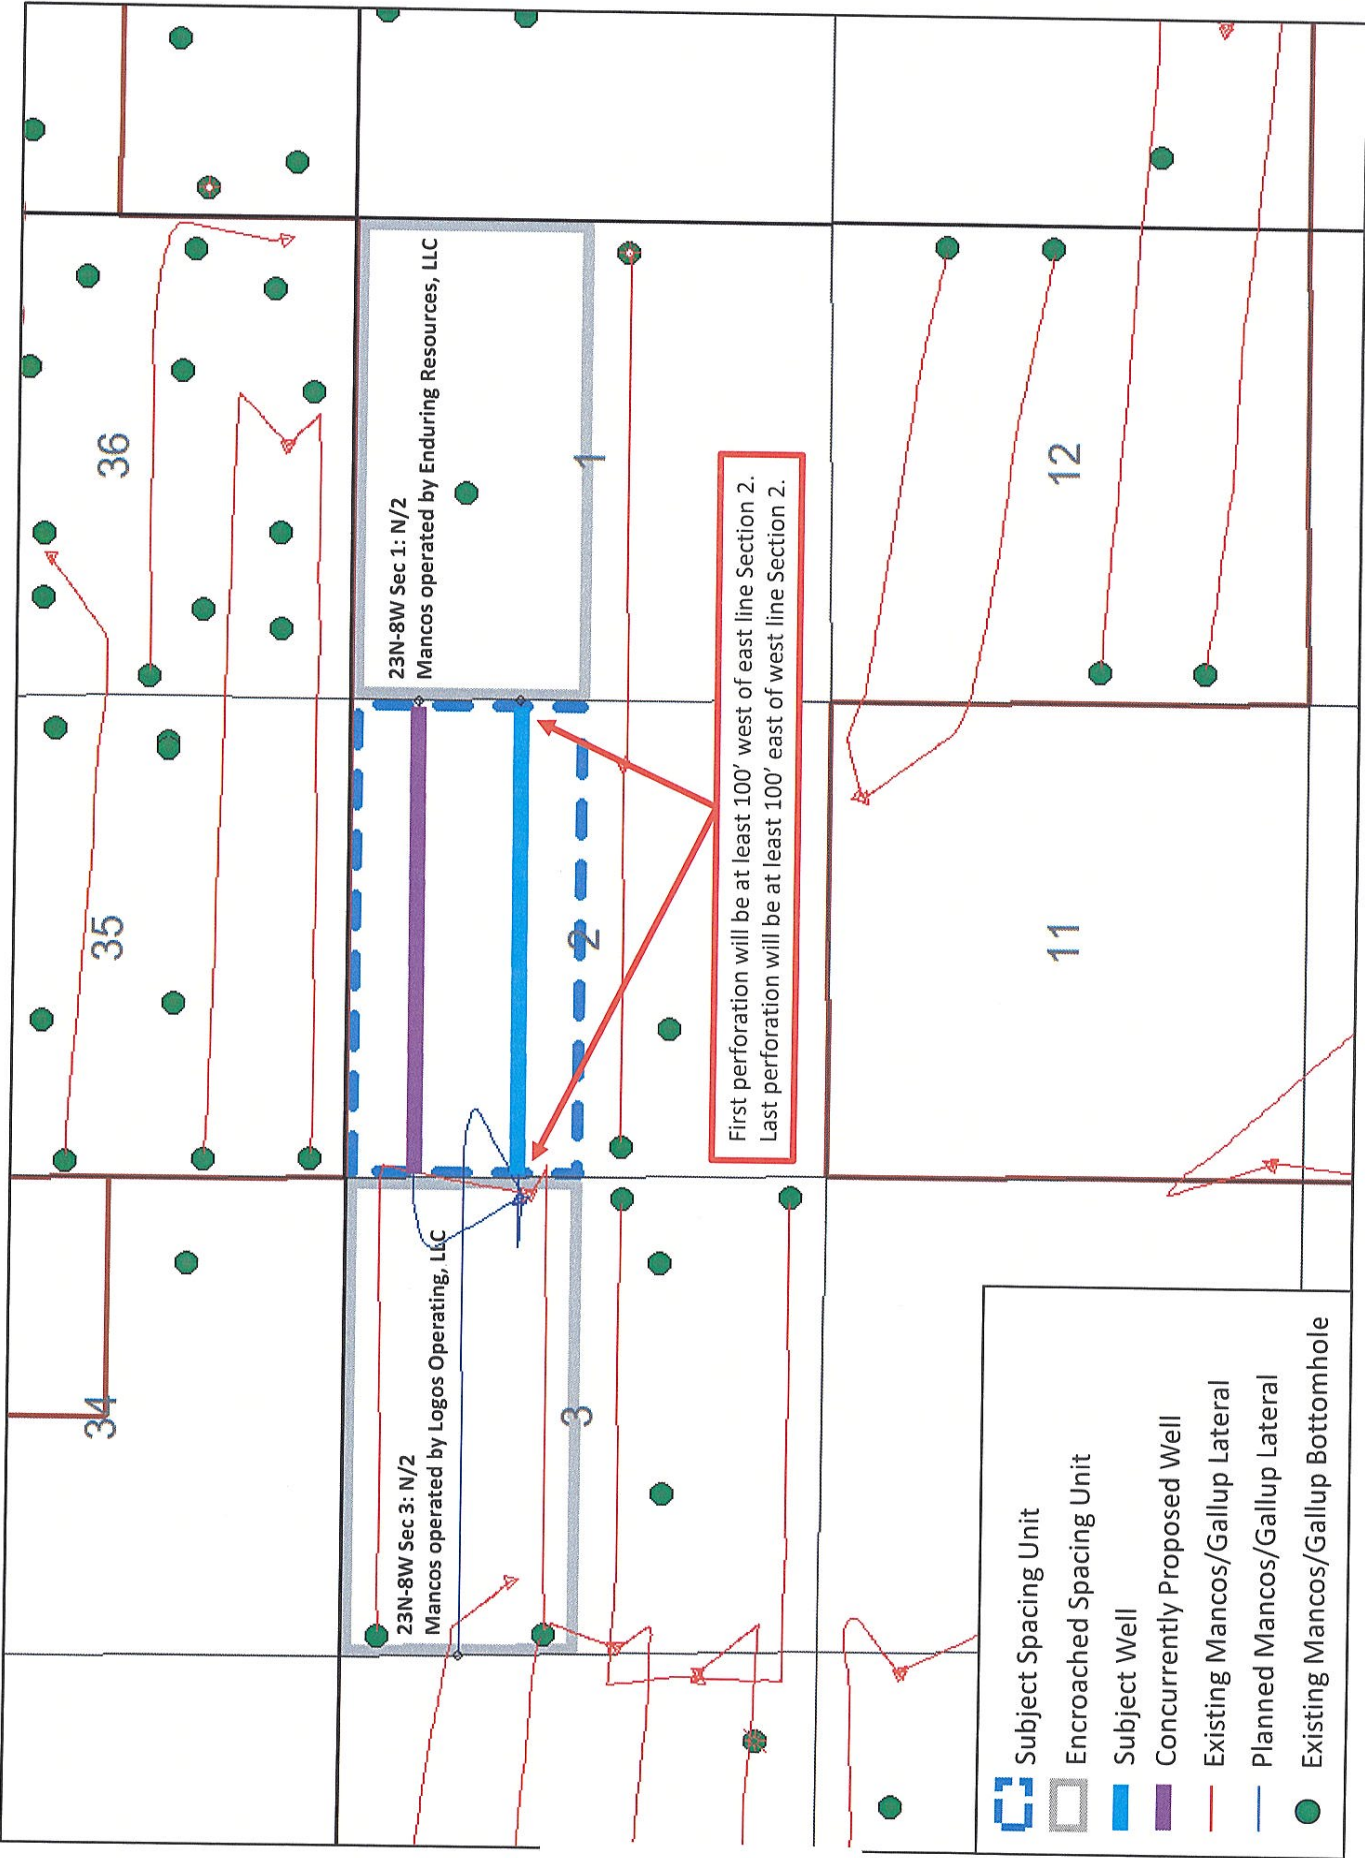 34
35
36
23N-8W Sec 3: N/2
Mancos operated by Logos Operating, LLC
23N-8W Sec 1: N/2
Mancos operated by Enduring Resources, LLC
3
2
1
First perforation will be at least 100’ west of east line Section 2.
Last perforation will be at least 100’ east of west line Section 2.
11
12
Subject Spacing Unit
Encroached Spacing Unit
Subject Well
Concurrently Proposed Well
Existing Mancos/Gallup Lateral
Planned Mancos/Gallup Lateral
Existing Mancos/Gallup Bottomhole